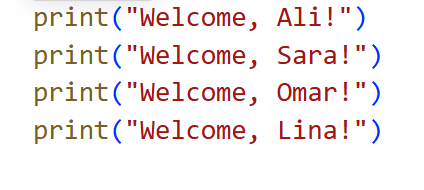 print("Welcome, Ali!")
print("Welcome, Sara!")
print("Welcome, Omar!")
print("Welcome, Lina!")